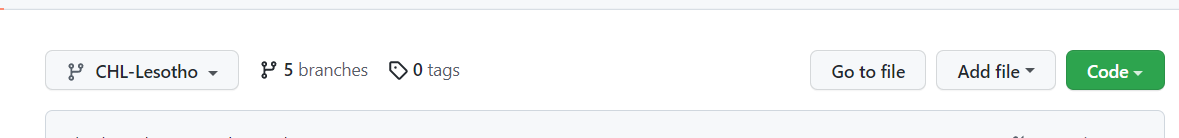 CHL-Lesotho 5 branches 0 tags Go to file Add file Code